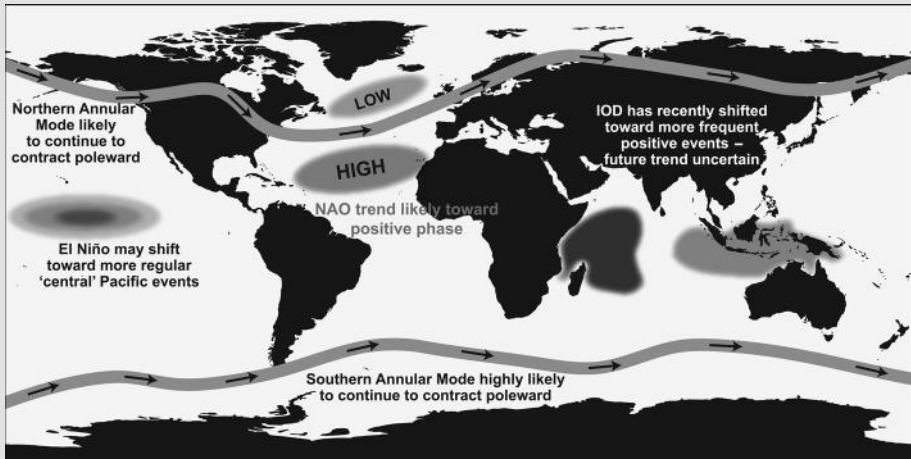 LOW
Northern Annular
Mode likely
to continue to
contract poleward
IOD has recently shifted
toward more frequent
positive events –
future trend uncertain
HIGH
NAO trend likely toward
positive phase
El Niño may shift
toward more regular
‘central’ Pacific events
Southern Annular Mode highly likely
to continue to contract poleward